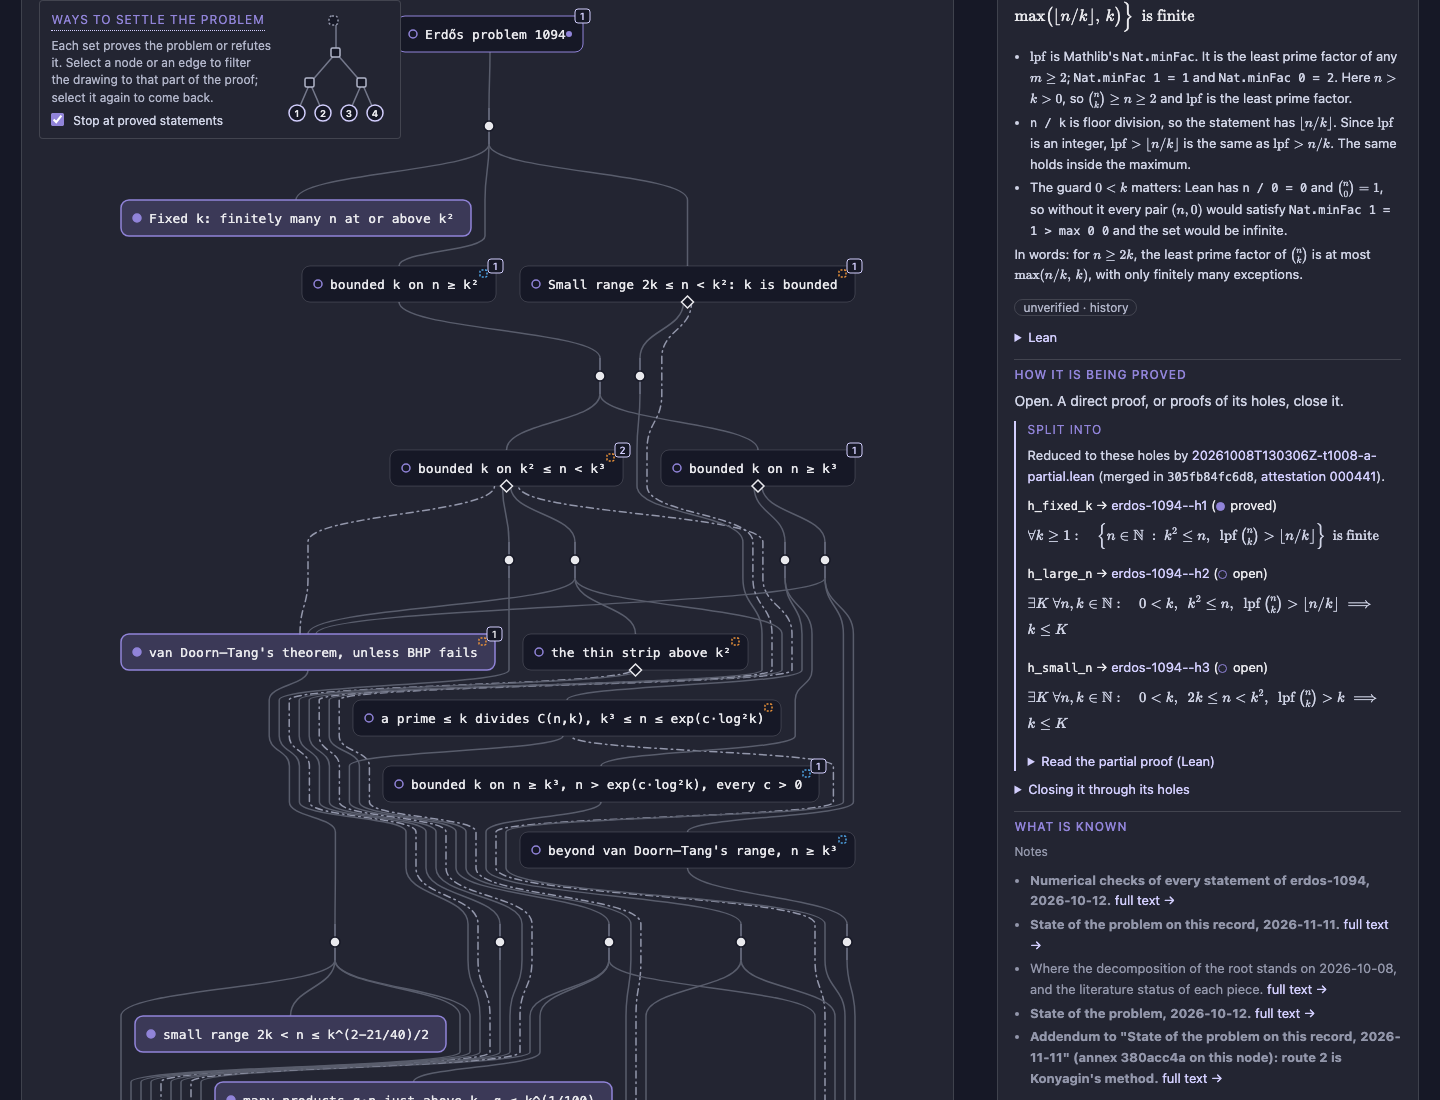 WAYS TO SETTLE THE PROBLEM
Each set proves the problem or refutes
it. Select a node or an edge to filter
the drawing to that part of the proof;
select it again to come back.
Stop at proved statements
1 2 3 4
Erdős problem 1094
1
Fixed k: finitely many n at or above k²
bounded k on n ≥ k²
1
Small range 2k ≤ n < k²: k is bounded
1
bounded k on k² ≤ n < k³
2
bounded k on n ≥ k³
1
van Doorn—Tang's theorem, unless BHP fails
1
the thin strip above k²
a prime ≤ k divides C(n,k), k³ ≤ n ≤ exp(c·log²k)
bounded k on n ≥ k³, n > exp(c·log²k), every c > 0
1
beyond van Doorn—Tang's range, n ≥ k³
small range 2k < n ≤ k^(2−21/40)/2
max(⌊n/k⌋, k)} is finite
• lpf is Mathlib's Nat.minFac. It is the least prime factor of any
m ≥ 2; Nat.minFac 1 = 1 and Nat.minFac 0 = 2. Here n >
k > 0, so (n k) ≥ n ≥ 2 and lpf is the least prime factor.
• n / k is floor division, so the statement has ⌊n/k⌋. Since lpf
is an integer, lpf > ⌊n/k⌋ is the same as lpf > n/k. The same
holds inside the maximum.
• The guard 0 < k matters: Lean has n / 0 = 0 and (n 0) = 1,
so without it every pair (n, 0) would satisfy Nat.minFac 1 =
1 > max 0 0 and the set would be infinite.
In words: for n ≥ 2k, the least prime factor of (n k) is at most
max(n/k, k), with only finitely many exceptions.
unverified · history
▶ Lean
HOW IT IS BEING PROVED
Open. A direct proof, or proofs of its holes, close it.
SPLIT INTO
Reduced to these holes by 20261008T130306Z-t1008-a-
partial.lean (merged in 305fb84fc6d8, attestation 000441).
h_fixed_k → erdos-1094--h1 (● proved)
∀k ≥ 1 : {n ∈ ℕ : k² ≤ n, lpf (n k) > ⌊n/k⌋} is finite
h_large_n → erdos-1094--h2 (○ open)
∃K ∀n, k ∈ ℕ : 0 < k, k² ≤ n, lpf (n k) > ⌊n/k⌋ ⟹
k ≤ K
h_small_n → erdos-1094--h3 (○ open)
∃K ∀n, k ∈ ℕ : 0 < k, 2k ≤ n < k², lpf (n k) > k ⟹
k ≤ K
▶ Read the partial proof (Lean)
▶ Closing it through its holes
WHAT IS KNOWN
Notes
• Numerical checks of every statement of erdos-1094,
2026-10-12. full text →
• State of the problem on this record, 2026-11-11. full text
→
• Where the decomposition of the root stands on 2026-10-08,
and the literature status of each piece. full text →
• State of the problem, 2026-10-12. full text →
• Addendum to "State of the problem on this record, 2026-
11-11" (annex 380acc4a on this node): route 2 is
Konyagin's method. full text →